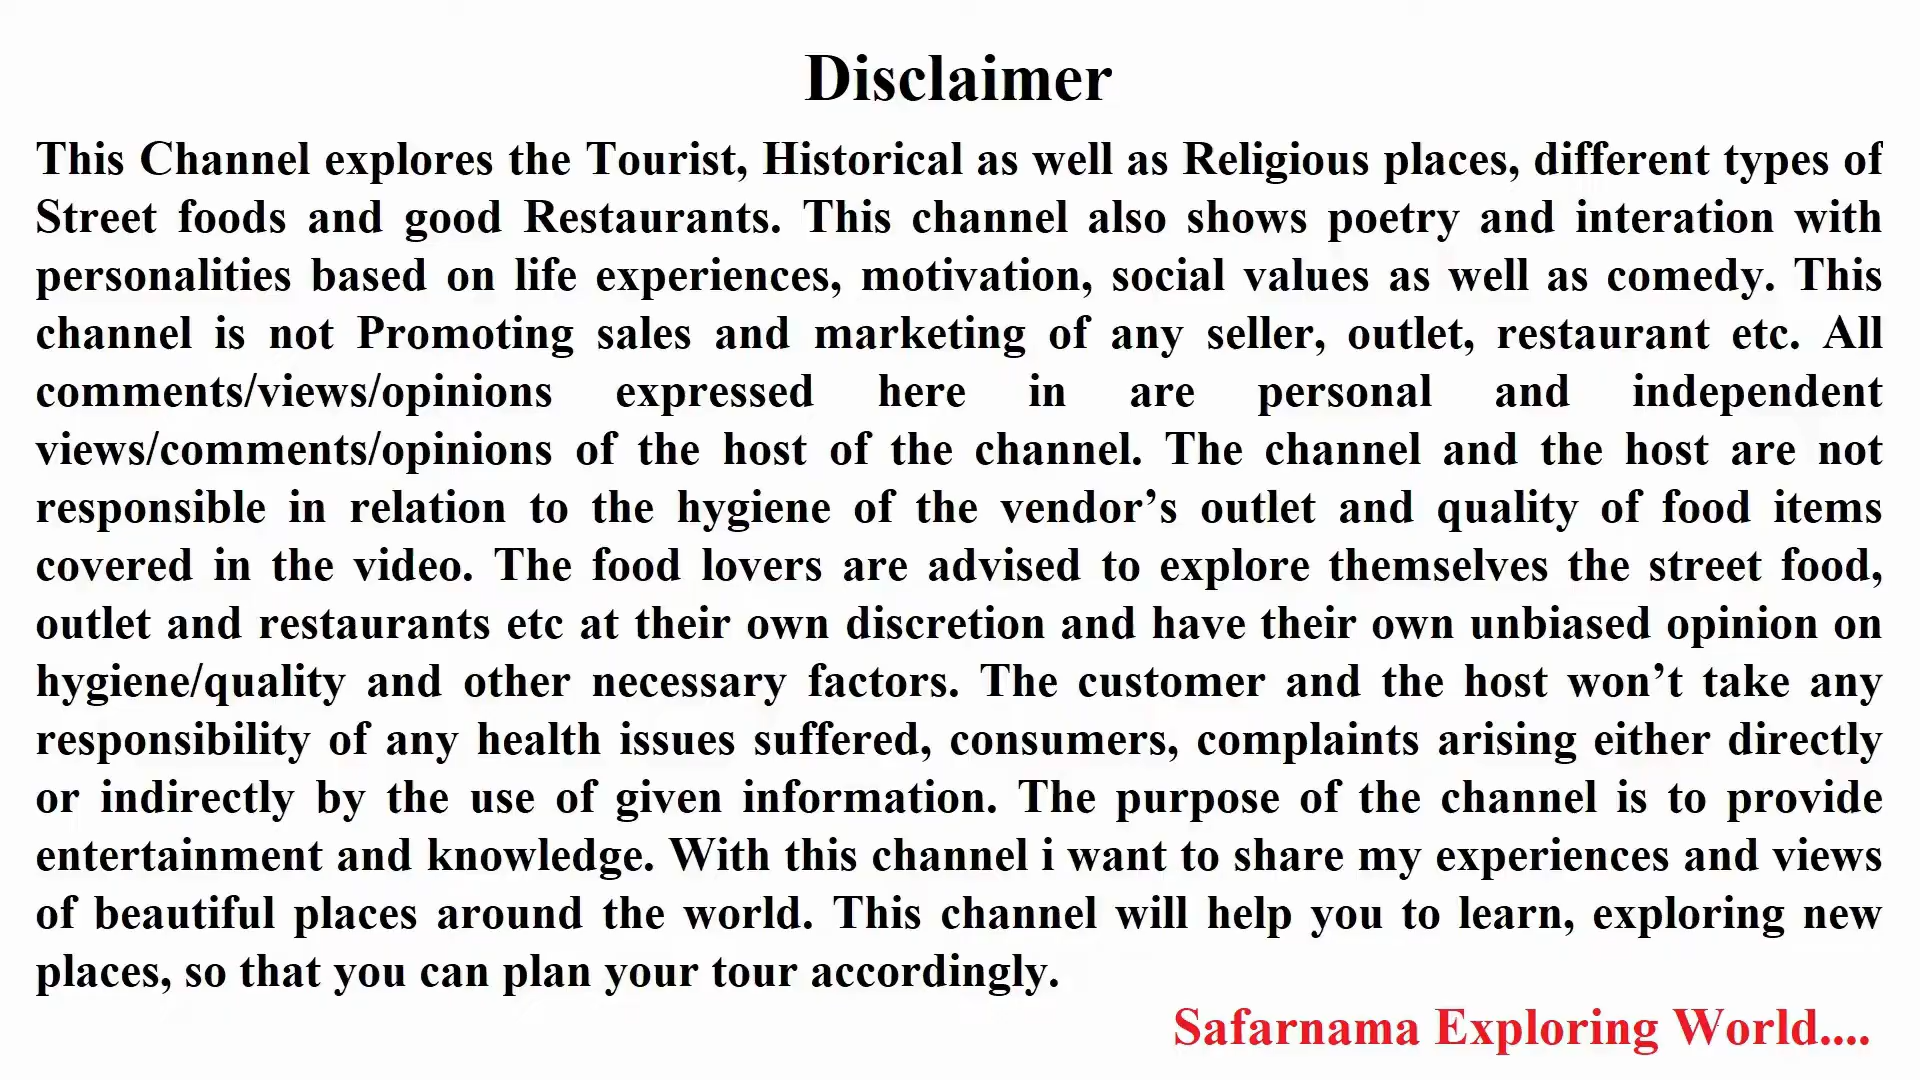 Disclaimer
This Channel explores the Tourist, Historical as well as Religious places, different types of
Street foods and good Restaurants. This channel also shows poetry and interation with
personalities based on life experiences, motivation, social values as well as comedy. This
channel is not Promoting sales and marketing of any seller, outlet, restaurant etc. All
comments/views/opinions expressed here in are personal and independent
views/comments/opinions of the host of the channel. The channel and the host are not
responsible in relation to the hygiene of the vendor’s outlet and quality of food items
covered in the video. The food lovers are advised to explore themselves the street food,
outlet and restaurants etc at their own discretion and have their own unbiased opinion on
hygiene/quality and other necessary factors. The customer and the host won’t take any
responsibility of any health issues suffered, consumers, complaints arising either directly
or indirectly by the use of given information. The purpose of the channel is to provide
entertainment and knowledge. With this channel i want to share my experiences and views
of beautiful places around the world. This channel will help you to learn, exploring new
places, so that you can plan your tour accordingly.
Safarnama Exploring World....